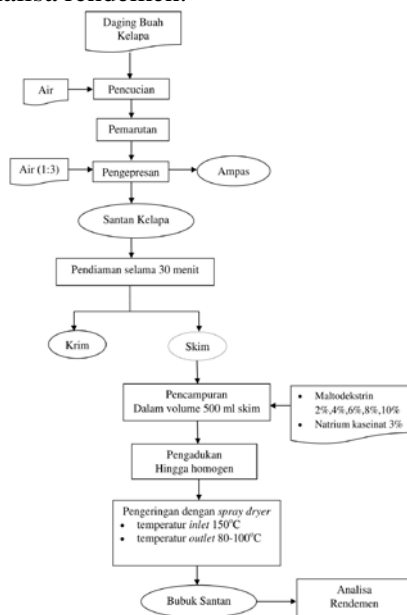 analisa rendemen.
Daging Buah
Kelapa
Air
Pencucian
Pemarutan
Air (1:3)
Pengepresan
Ampas
Santan Kelapa
Pendiaman selama 30 menit
Krim
Skim
Pencampuran
Dalam volume 500 ml skim
• Maltodekstrin
2%,4%,6%,8%,10%
• Natrium kaseinat 3%
Pengadukan
Hingga homogen
Pengeringan dengan spray dryer
• temperatur inlet 150°C
• temperatur outlet 80-100°C
Bubuk Santan
Analisa
Rendemen